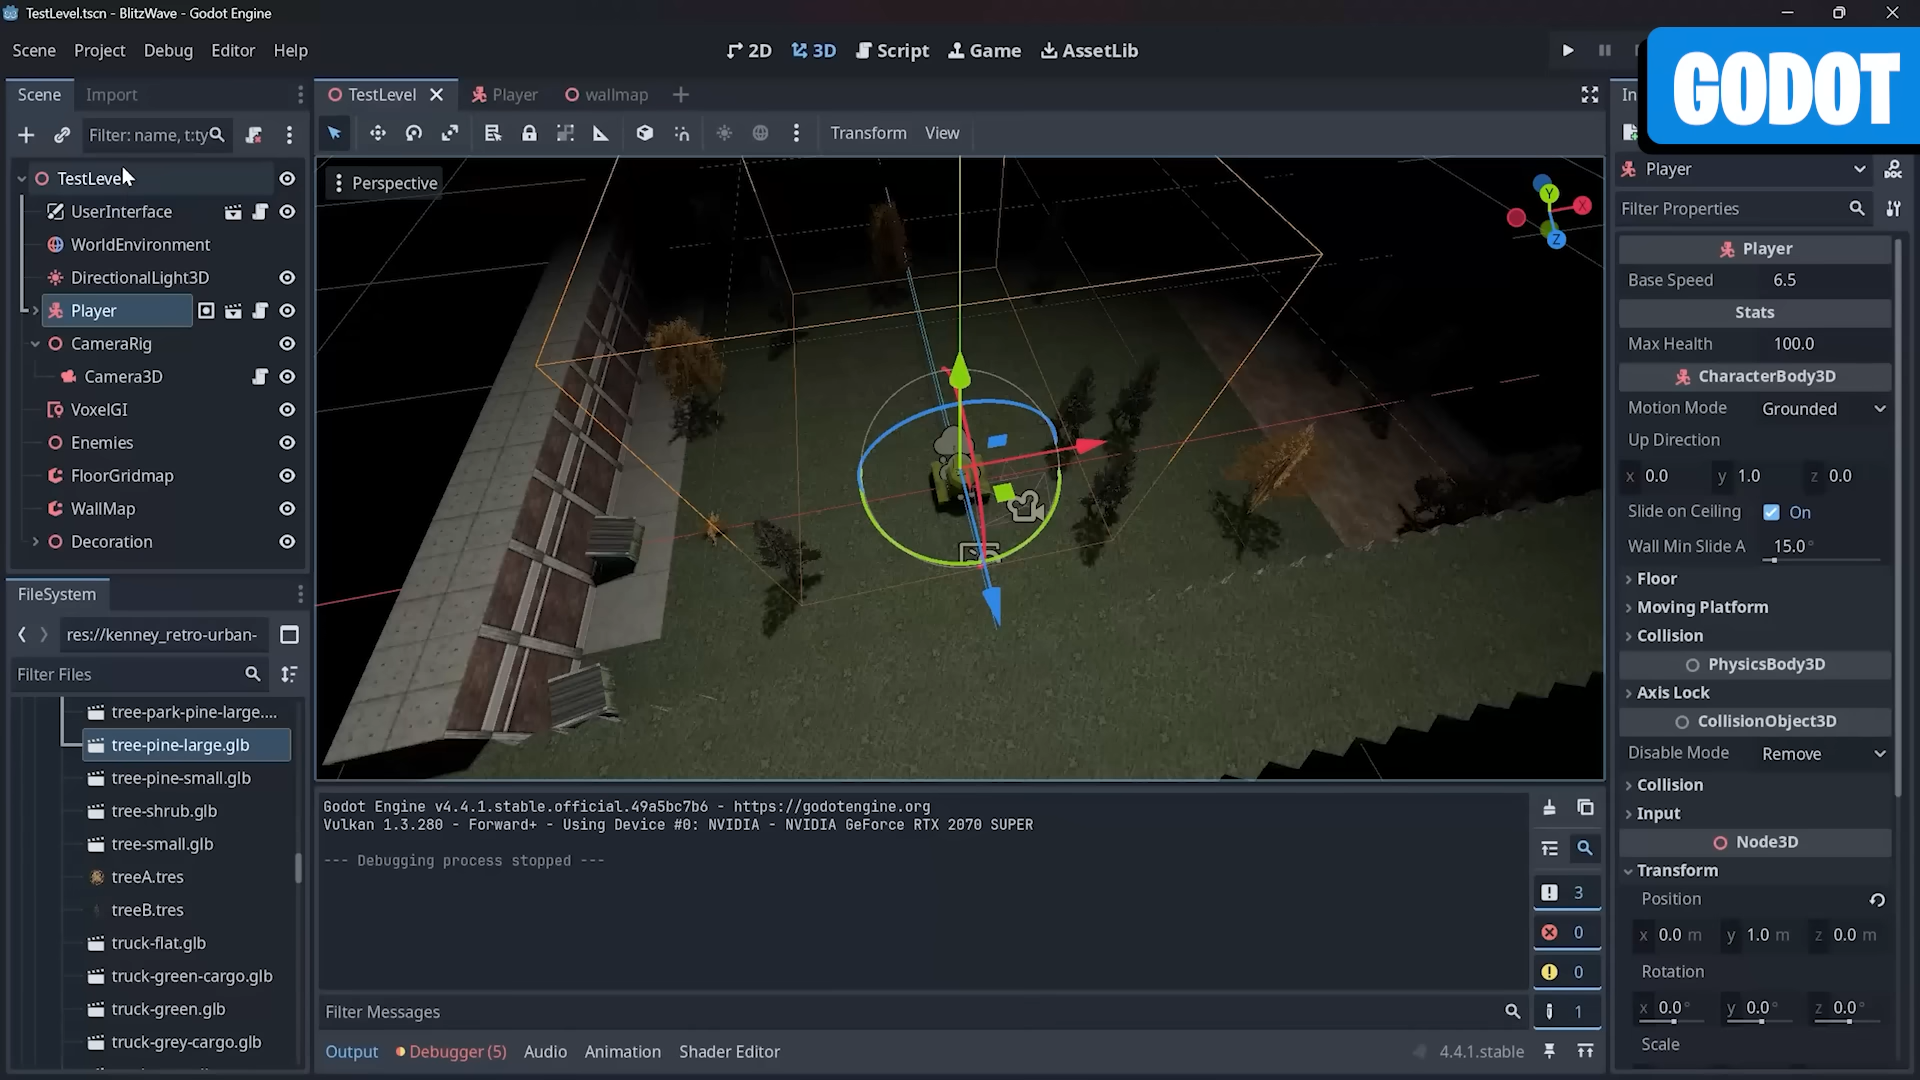 TestLevel.tscn - BlitzWave - Godot Engine
Scene Project Debug Editor Help
2D 3D Script Game AssetLib
GODOT
Scene Import
TestLevel Player wallmap
In
Filter: name, t:ty
Transform View
Perspective
TestLevel
UserInterface
WorldEnvironment
DirectionalLight3D
Player
CameraRig
Camera3D
VoxelGI
Enemies
FloorGridmap
WallMap
Decoration
FileSystem
res://kenney_retro-urban-
Filter Files
tree-park-pine-large....
tree-pine-large.glb
tree-pine-small.glb
tree-shrub.glb
tree-small.glb
treeA.tres
treeB.tres
truck-flat.glb
truck-green-cargo.glb
truck-green.glb
truck-grey-cargo.glb
Y X Z
Godot Engine v4.4.1.stable.official.49a5bc7b6 - https://godotengine.org
Vulkan 1.3.280 - Forward+ - Using Device #0: NVIDIA - NVIDIA GeForce RTX 2070 SUPER
--- Debugging process stopped ---
3
0
0
1
Filter Messages
Output Debugger (5) Audio Animation Shader Editor
4.4.1.stable
Player
DOC
Filter Properties
Player
Base Speed 6.5
Stats
Max Health 100.0
CharacterBody3D
Motion Mode Grounded
Up Direction
x 0.0 y 1.0 z 0.0
Slide on Ceiling On
Wall Min Slide A 15.0°
Floor
Moving Platform
Collision
PhysicsBody3D
Axis Lock
CollisionObject3D
Disable Mode Remove
Collision
Input
Node3D
Transform
Position
x 0.0 m y 1.0 m z 0.0 m
Rotation
x 0.0° y 0.0° z 0.0°
Scale